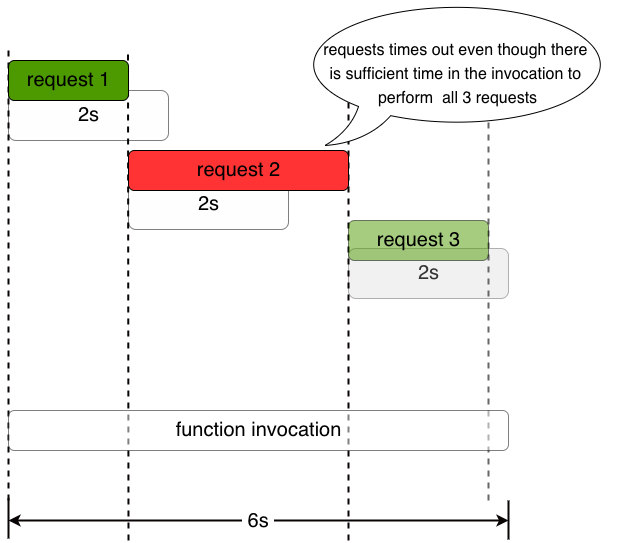 requests times out even though there
is sufficient time in the invocation to
perform all 3 requests
request 1
2s
request 2
2s
request 3
2s
function invocation
6s